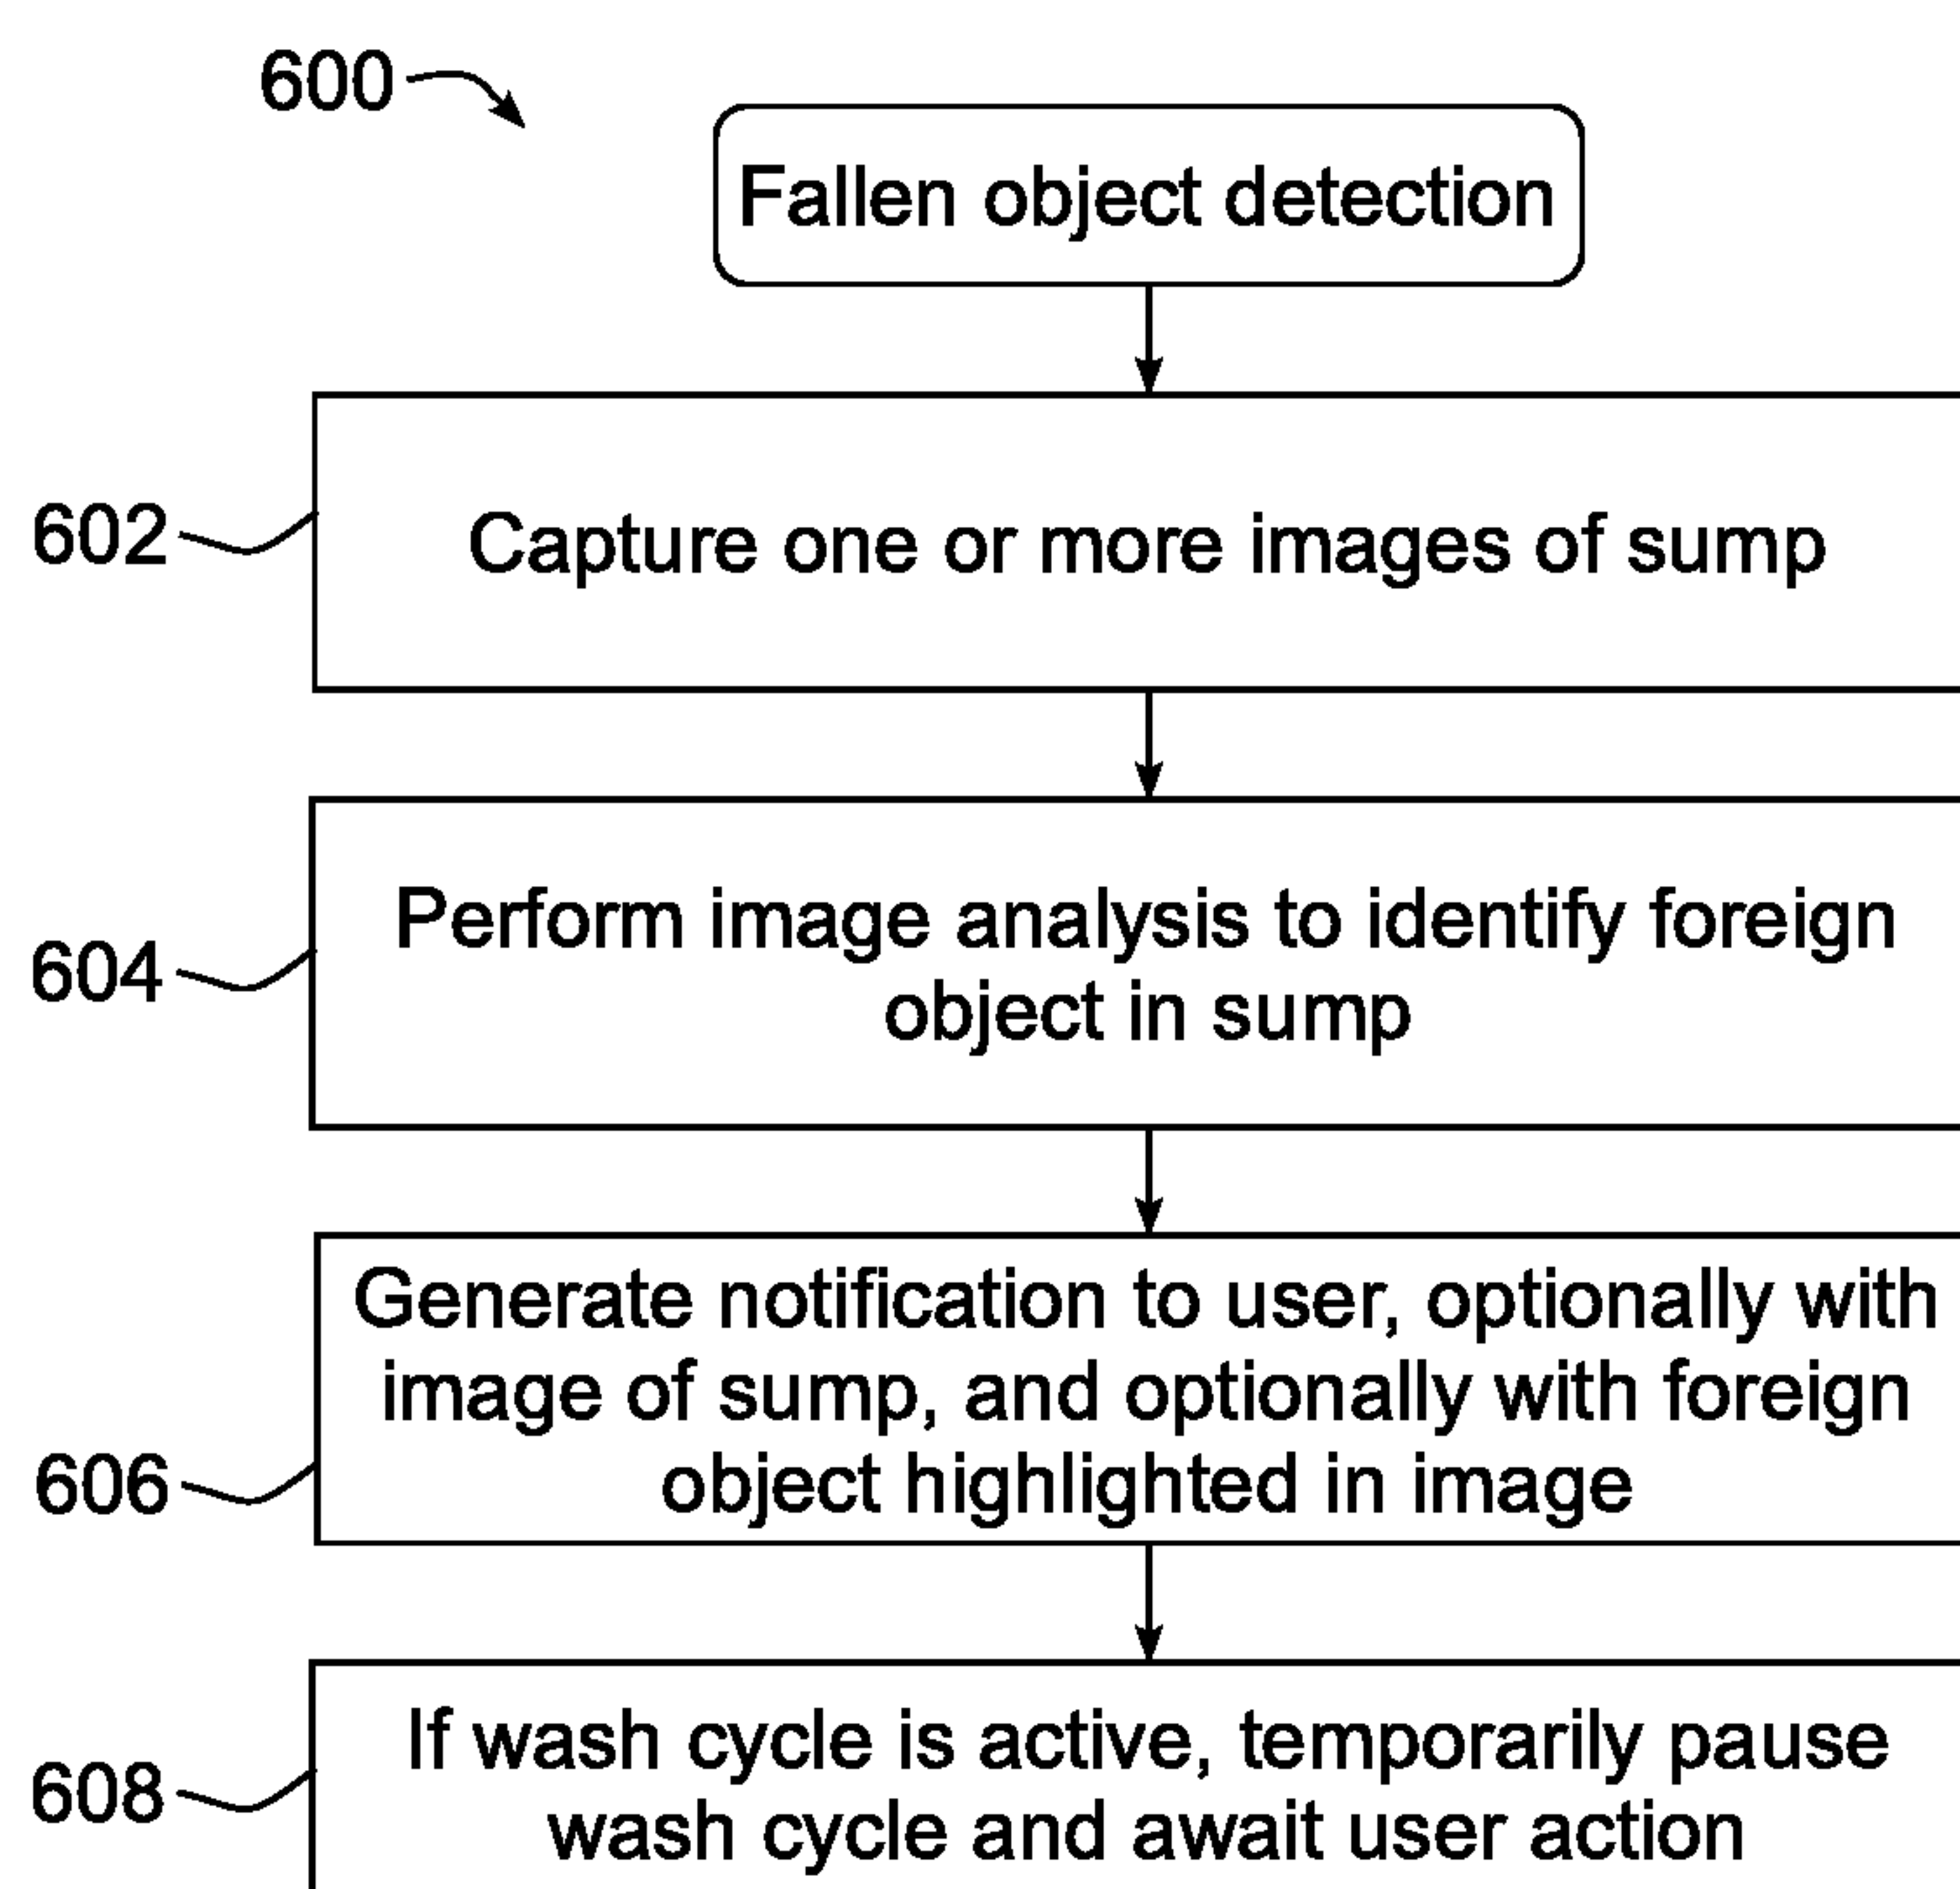 600
Fallen object detection
602
Capture one or more images of sump
604
Perform image analysis to identify foreign
object in sump
606
Generate notification to user, optionally with
image of sump, and optionally with foreign
object highlighted in image
608
If wash cycle is active, temporarily pause
wash cycle and await user action